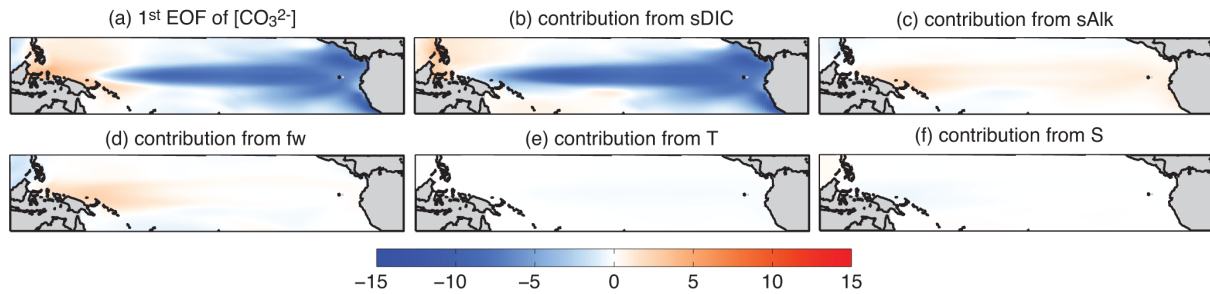 (a) 1st EOF of [CO₃²⁻]
(b) contribution from sDIC
(c) contribution from sAlk
(d) contribution from fw
(e) contribution from T
(f) contribution from S
−15 −10 −5 0 5 10 15